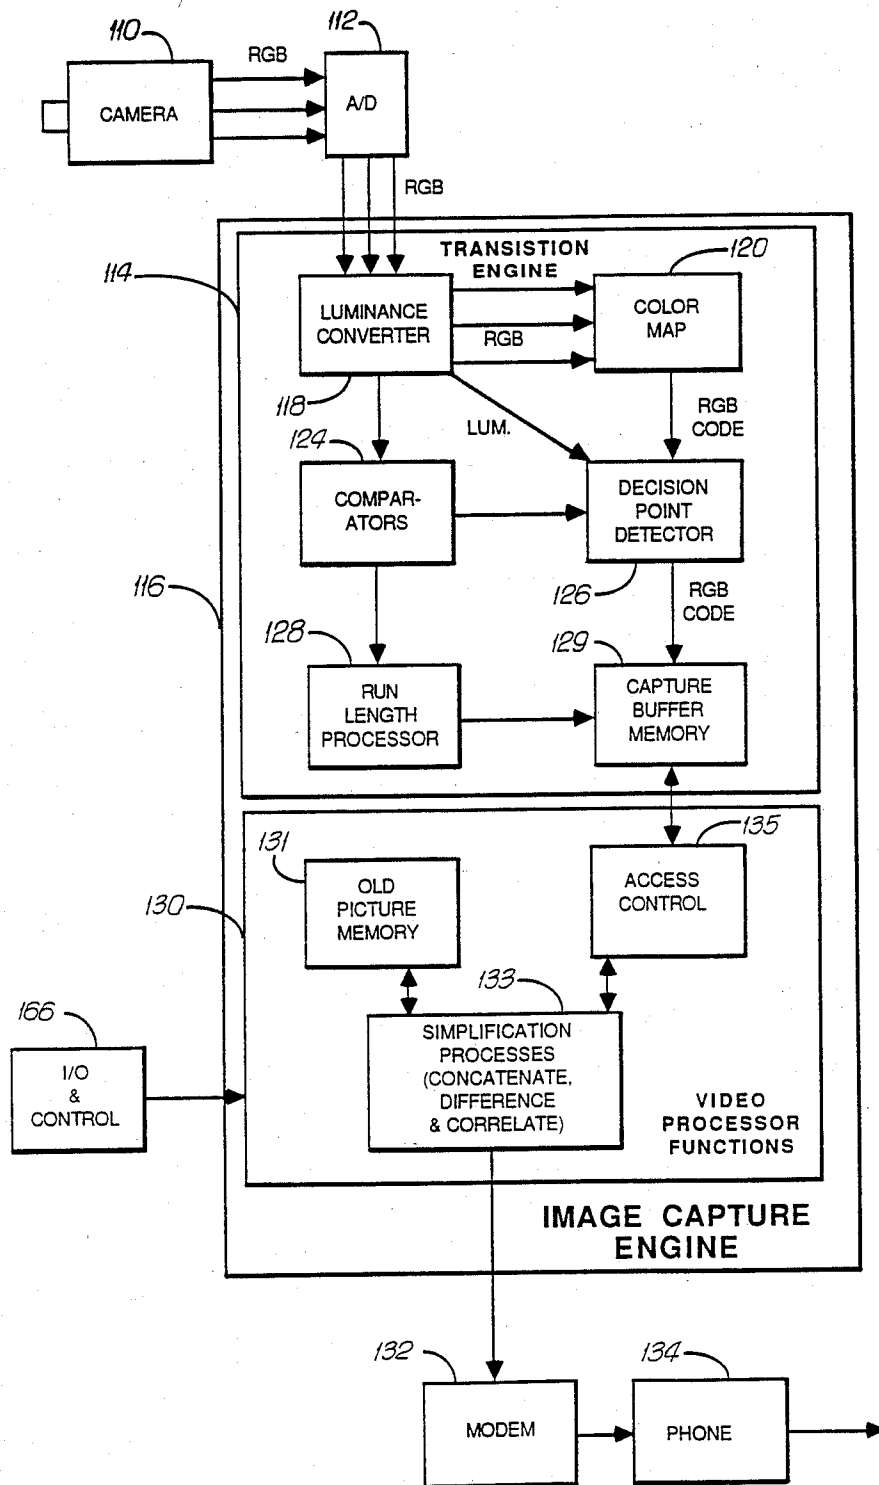 110
112
RGB
CAMERA
A/D
RGB
TRANSISTION
ENGINE
120
114
LUMINANCE
CONVERTER
RGB
COLOR
MAP
118
LUM.
RGB
CODE
124
COMPAR-
ATORS
DECISION
POINT
DETECTOR
116
126
RGB
CODE
128
129
RUN
LENGTH
PROCESSOR
CAPTURE
BUFFER
MEMORY
131
135
130
OLD
PICTURE
MEMORY
ACCESS
CONTROL
133
166
SIMPLIFICATION
PROCESSES
(CONCATENATE,
DIFFERENCE
& CORRELATE)
I/O
&
CONTROL
VIDEO
PROCESSOR
FUNCTIONS
IMAGE CAPTURE
ENGINE
132
134
MODEM
PHONE